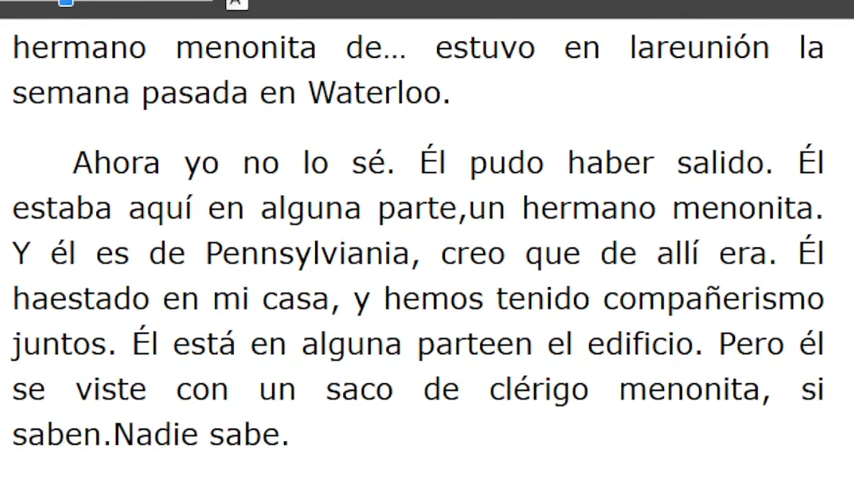 hermano menonita de... estuvo en lareunión la
semana pasada en Waterloo.
Ahora yo no lo sé. Él pudo haber salido. Él
estaba aquí en alguna parte,un hermano menonita.
Y él es de Pennsylviania, creo que de allí era. Él
haestado en mi casa, y hemos tenido compañerismo
juntos. Él está en alguna parteen el edificio. Pero él
se viste con un saco de clérigo menonita, si
saben.Nadie sabe.